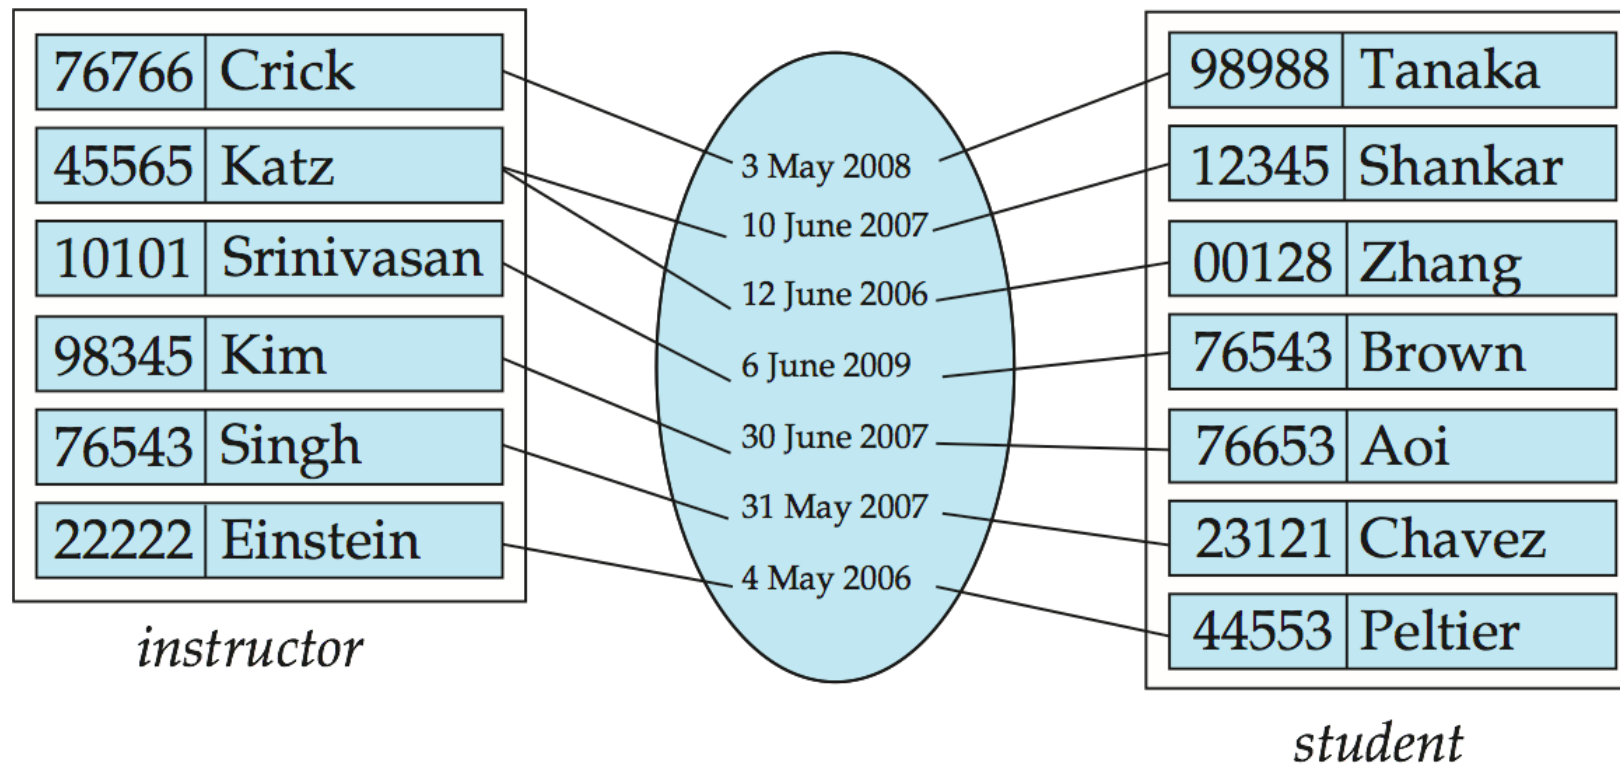 76766 Crick
45565 Katz
10101 Srinivasan
98345 Kim
76543 Singh
22222 Einstein
instructor
3 May 2008
10 June 2007
12 June 2006
6 June 2009
30 June 2007
31 May 2007
4 May 2006
98988 Tanaka
12345 Shankar
00128 Zhang
76543 Brown
76653 Aoi
23121 Chavez
44553 Peltier
student